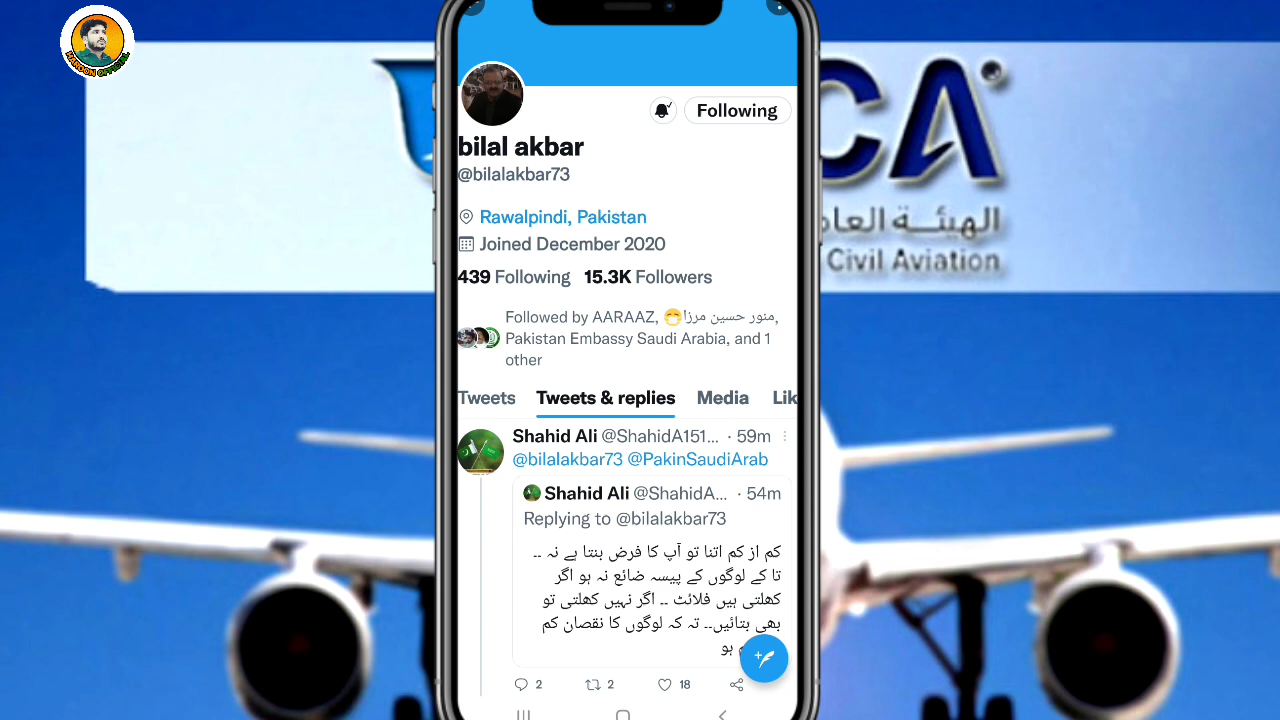 HAROON OFFICIAL
CA
الهيئــة العا
Civil Aviation
Following
bilal akbar
@bilalakbar73
Rawalpindi, Pakistan
Joined December 2020
439 Following 15.3K Followers
Followed by AARAAZ, 😷منور حسین مرزا,
Pakistan Embassy Saudi Arabia, and 1
other
Tweets Tweets & replies Media Lik
Shahid Ali @ShahidA151... · 59m
@bilalakbar73 @PakinSaudiArab
Shahid Ali @ShahidA... · 54m
Replying to @bilalakbar73
کم از کم اتنا تو آپ کا فرض بنتا ہے نہ ۔۔
تا کے لوگوں کے پیسہ ضائع نہ ہو اگر
کھلتی ہیں فلائٹ ۔۔ اگر نہیں کھلتی تو
بھی بتائیں۔۔ تہ کہ لوگوں کا نقصان کم
ہو
2 2 18